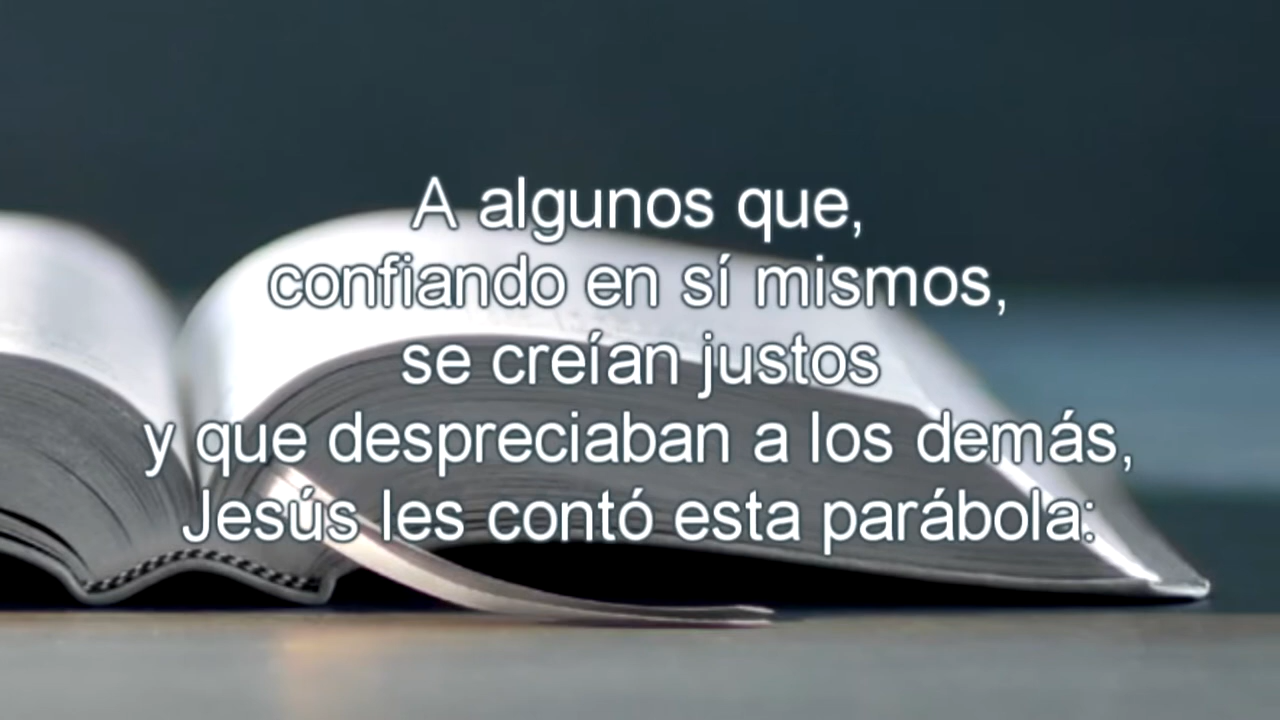 A algunos que,
confiando en sí mismos,
se creían justos
y que despreciaban a los demás,
Jesús les contó esta parábola: